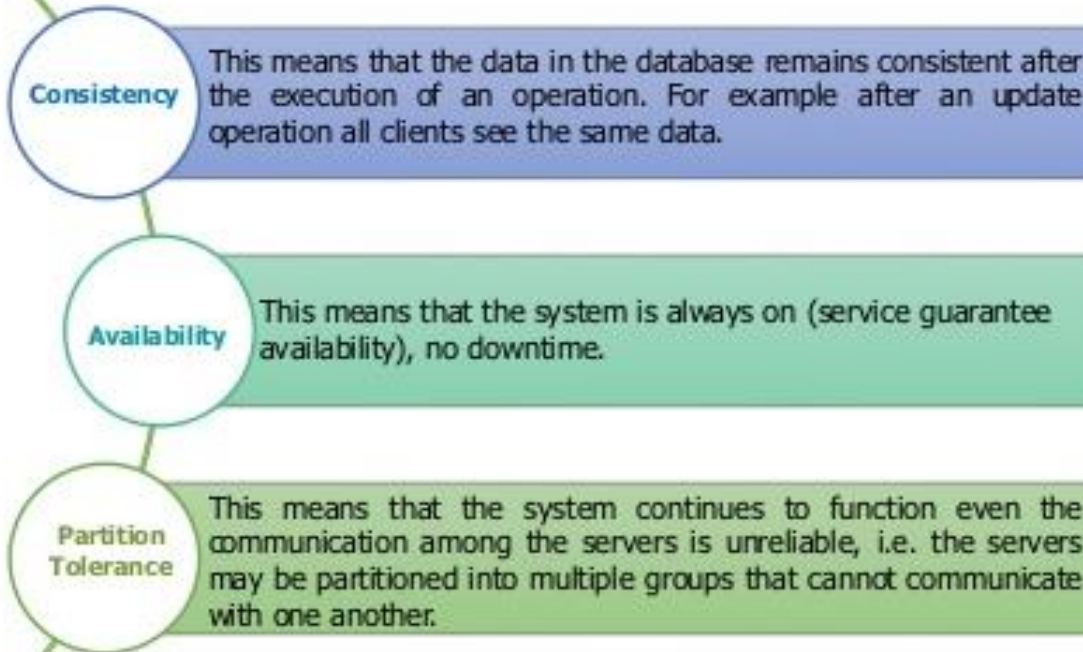 Consistency
This means that the data in the database remains consistent after
the execution of an operation. For example after an update
operation all clients see the same data.
Availability
This means that the system is always on (service guarantee
availability), no downtime.
Partition
Tolerance
This means that the system continues to function even the
communication among the servers is unreliable, i.e. the servers
may be partitioned into multiple groups that cannot communicate
with one another.